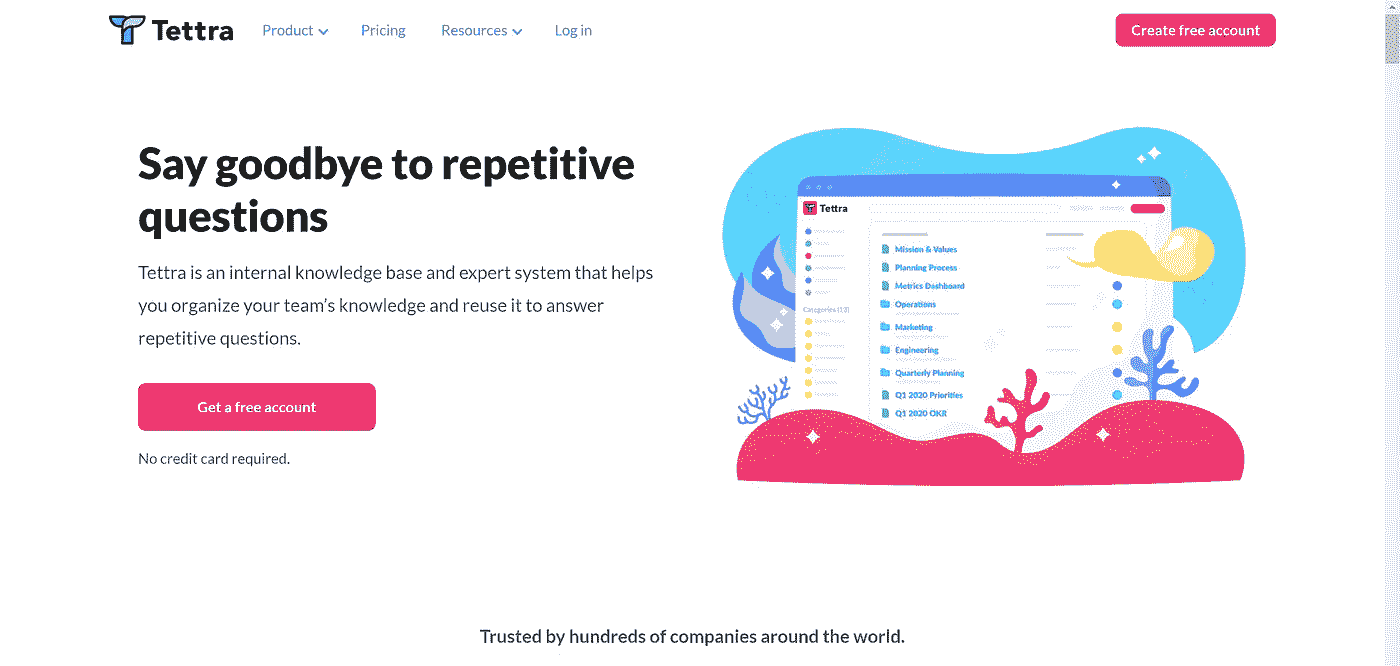 Tettra
Product
Pricing
Resources
Log in
Create free account
Say goodbye to repetitive
questions
Tettra is an internal knowledge base and expert system that helps
you organize your team's knowledge and reuse it to answer
repetitive questions.
Get a free account
No credit card required.
Tettra
Mission & Values
Planning Process
Metrics Dashboard
Operations
Categories (13)
Marketing
Engineering
Quarterly Planning
Q1 2020 Priorities
Q1 2020 OKR
Trusted by hundreds of companies around the world.